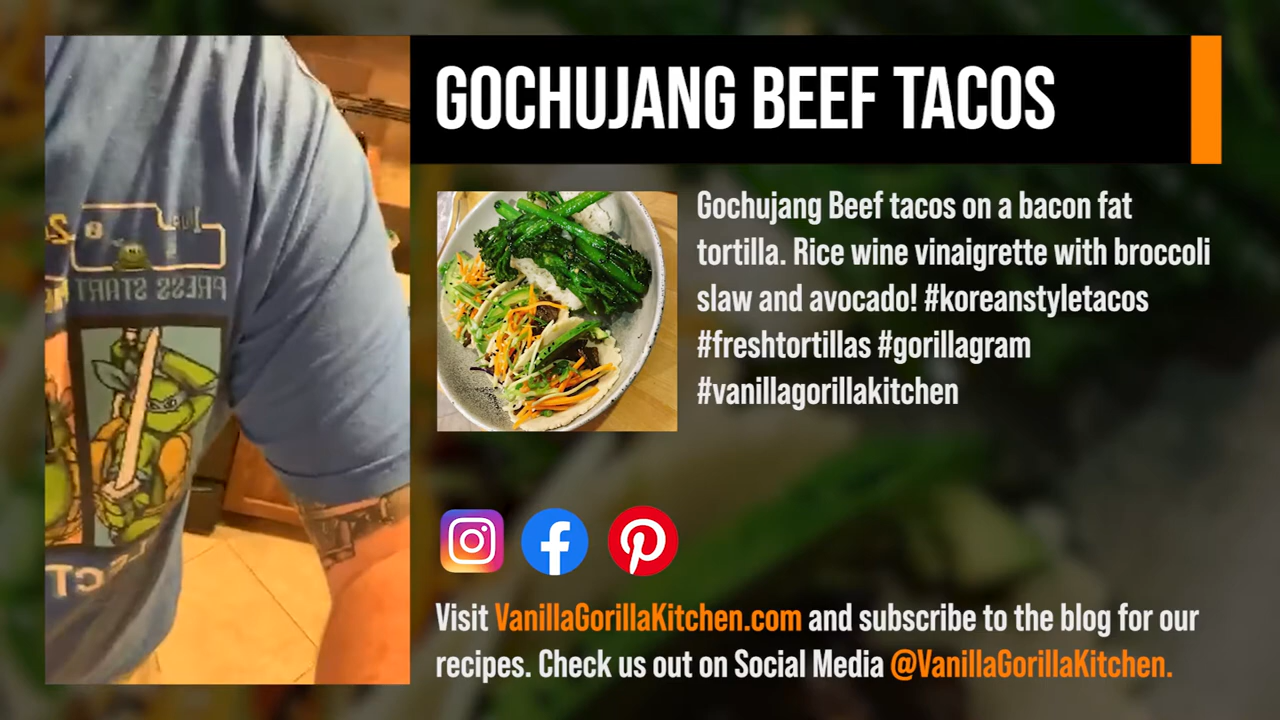 GOCHUJANG BEEF TACOS
Gochujang Beef tacos on a bacon fat
tortilla. Rice wine vinaigrette with broccoli
slaw and avocado! #koreanstyletacos
#freshtortillas #gorillagram
#vanillagorillakitchen
PRESS START
Visit VanillaGorillaKitchen.com and subscribe to the blog for our
recipes. Check us out on Social Media @VanillaGorillaKitchen.